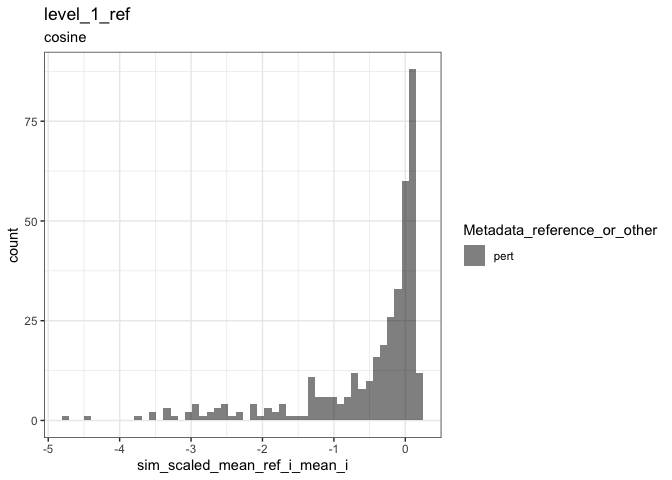 level_1_ref
cosine
75
50
25
0
count
-5 -4 -3 -2 -1 0
sim_scaled_mean_ref_i_mean_i
Metadata_reference_or_other
pert